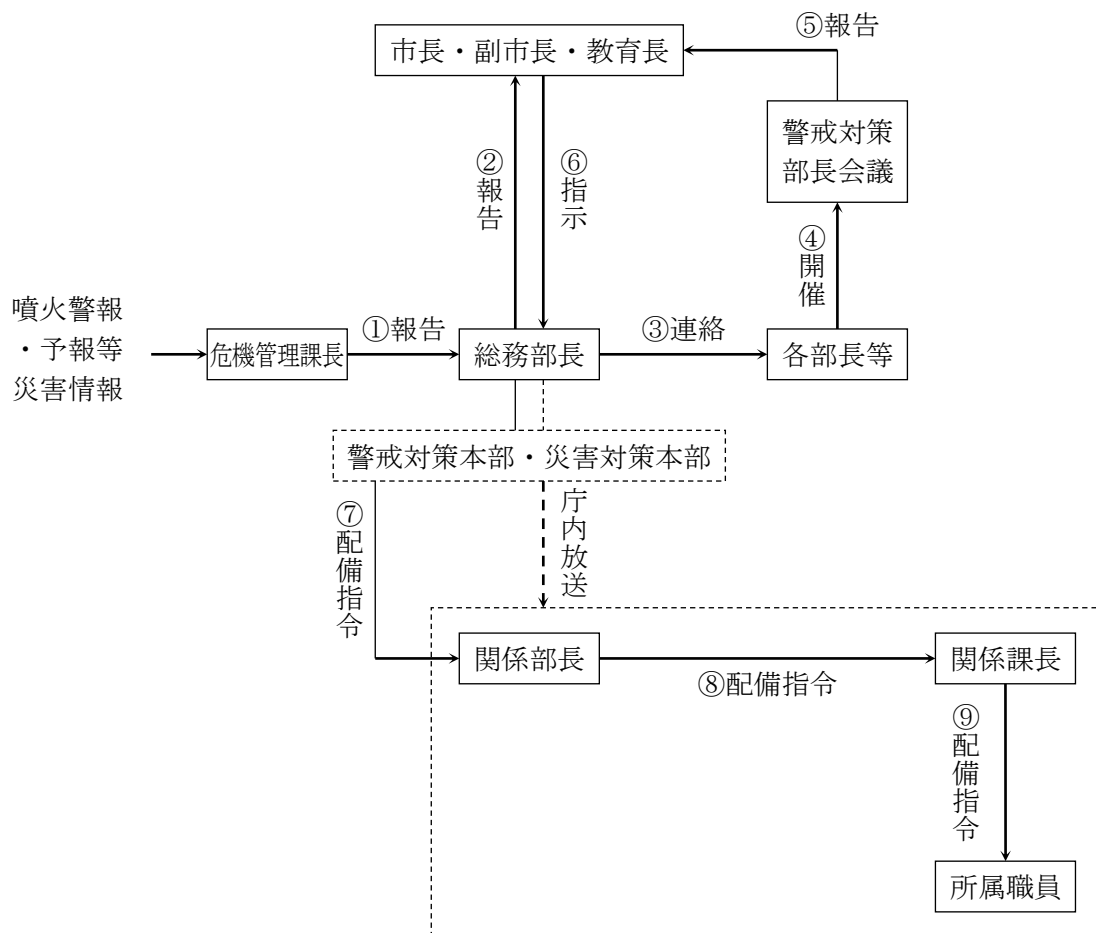 ⑤報告
市長・副市長・教育長
警戒対策
部長会議
②報告
⑥指示
④開催
噴火警報
・予報等
災害情報
①報告
③連絡
危機管理課長
総務部長
各部長等
警戒対策本部・災害対策本部
⑦配備指令
庁内放送
関係部長
関係課長
⑧配備指令
⑨配備指令
所属職員